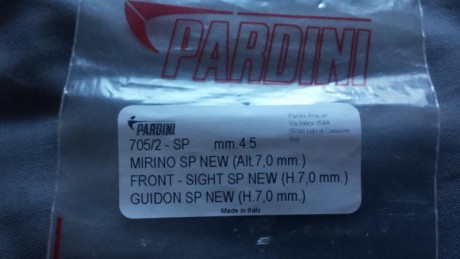 PARDINI
PARDINI
705/2 - SP mm. 4.5
MIRINO SP NEW (Alt.7,0 mm.)
FRONT - SIGHT SP NEW (H.7,0 mm.)
GUIDON SP NEW (H.7,0 mm.)
Made in Italy